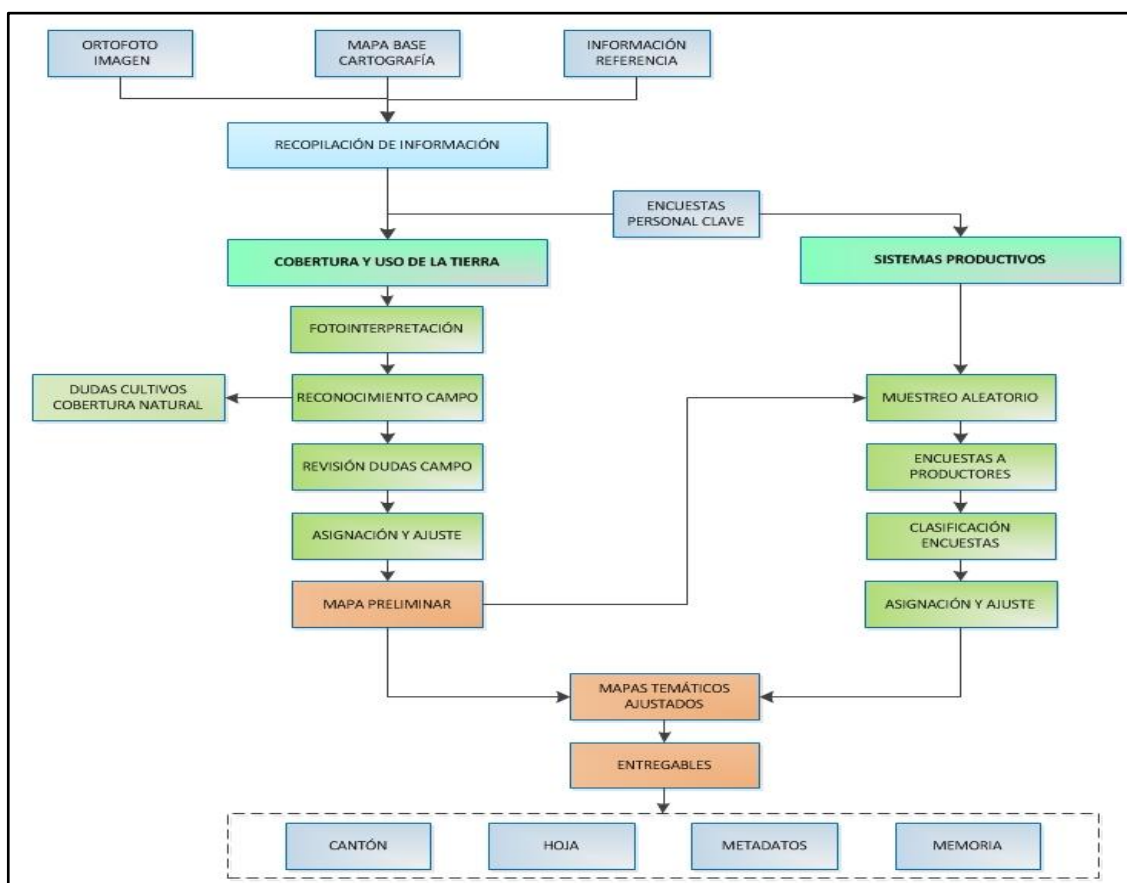 ORTOFOTO
IMAGEN
MAPA BASE
CARTOGRAFÍA
INFORMACIÓN
REFERENCIA
RECOPILACIÓN DE INFORMACIÓN
ENCUESTAS
PERSONAL CLAVE
COBERTURA Y USO DE LA TIERRA
SISTEMAS PRODUCTIVOS
FOTOINTERPRETACIÓN
DUDAS CULTIVOS
COBERTURA NATURAL
RECONOCIMIENTO CAMPO
MUESTREO ALEATORIO
REVISIÓN DUDAS CAMPO
ENCUESTAS A
PRODUCTORES
ASIGNACIÓN Y AJUSTE
CLASIFICACIÓN
ENCUESTAS
MAPA PRELIMINAR
ASIGNACIÓN Y AJUSTE
MAPAS TEMÁTICOS
AJUSTADOS
ENTREGABLES
CANTÓN
HOJA
METADATOS
MEMORIA